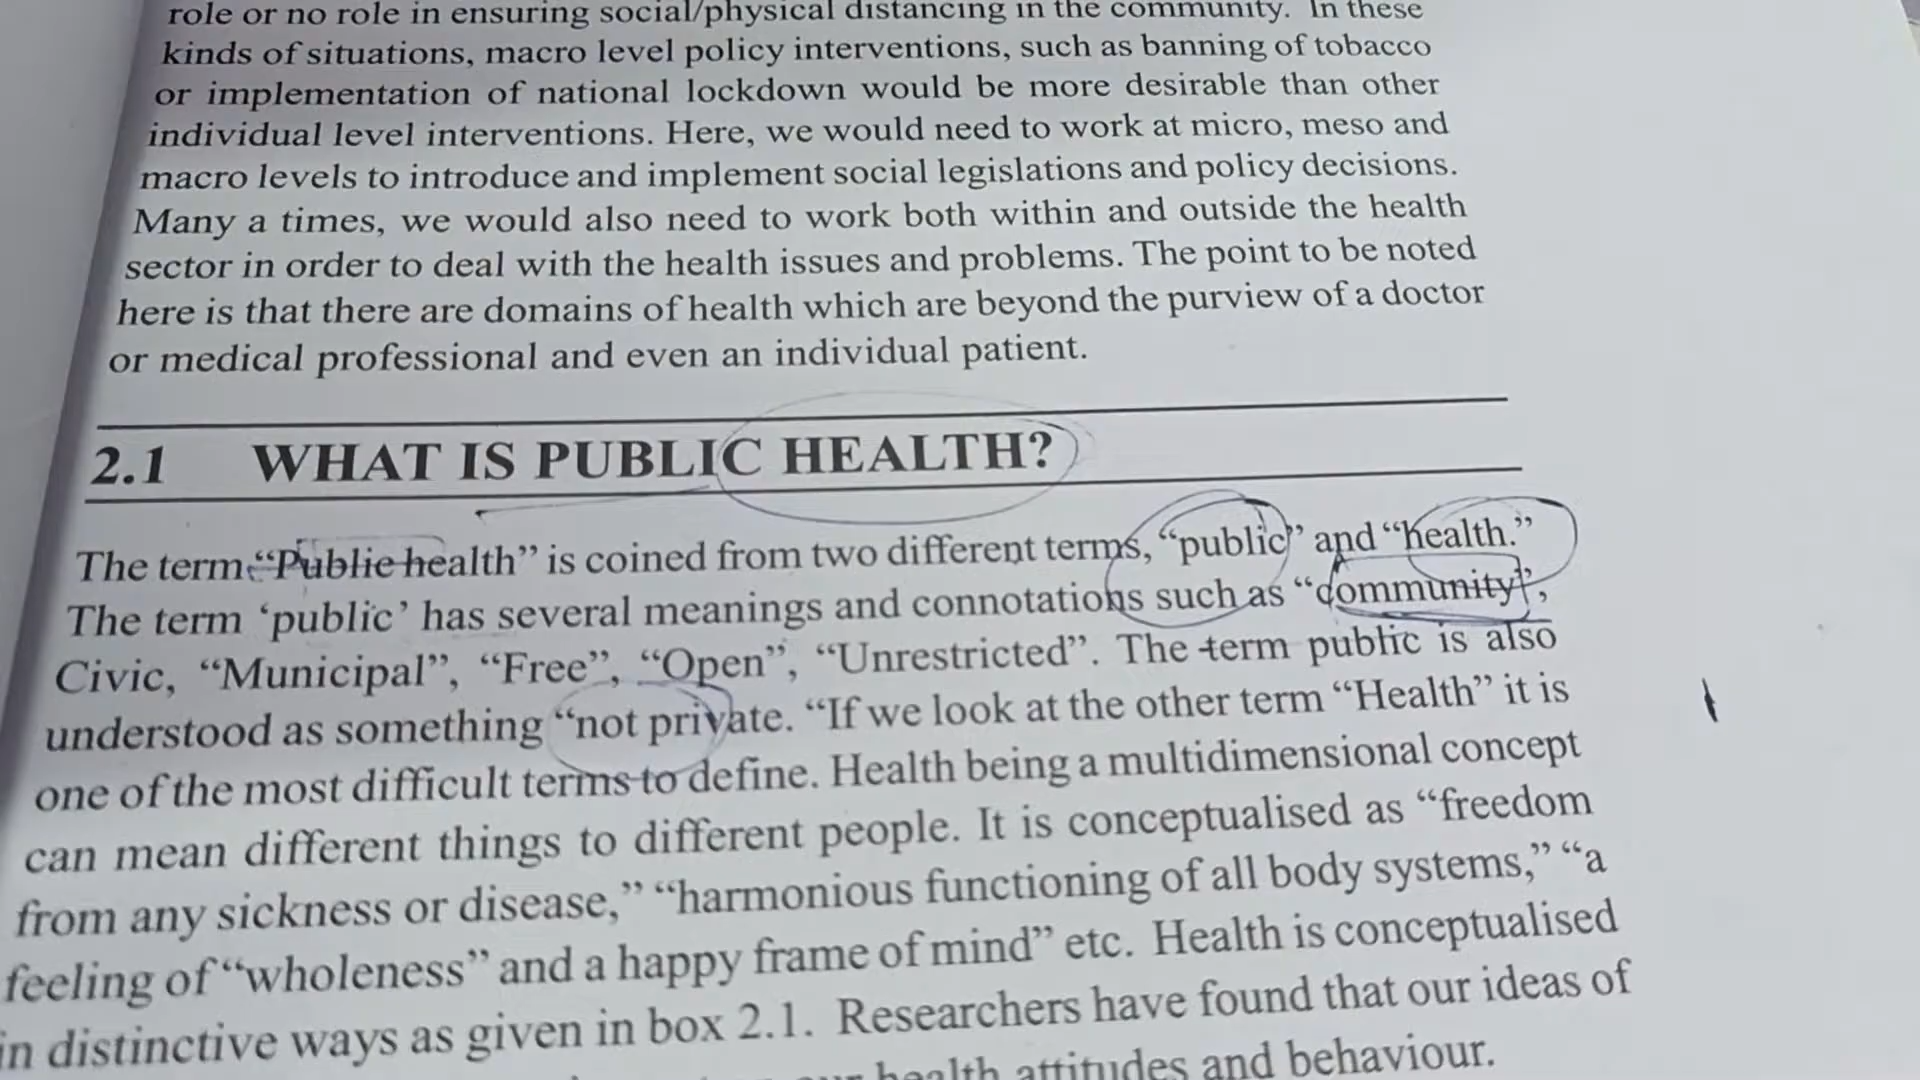 role or no role in ensuring social/physical distancing in the community. In these
kinds of situations, macro level policy interventions, such as banning of tobacco
or implementation of national lockdown would be more desirable than other
individual level interventions. Here, we would need to work at micro, meso and
macro levels to introduce and implement social legislations and policy decisions.
Many a times, we would also need to work both within and outside the health
sector in order to deal with the health issues and problems. The point to be noted
here is that there are domains of health which are beyond the purview of a doctor
or medical professional and even an individual patient.
2.1 WHAT IS PUBLIC HEALTH?
The term “Public health” is coined from two different terms, “public” and “health.”
The term ‘public’ has several meanings and connotations such as “community”,
Civic, “Municipal”, “Free”, “Open”, “Unrestricted”. The term public is also
understood as something “not private. “If we look at the other term “Health” it is
one of the most difficult terms to define. Health being a multidimensional concept
can mean different things to different people. It is conceptualised as “freedom
from any sickness or disease,” “harmonious functioning of all body systems,” “a
feeling of “wholeness” and a happy frame of mind” etc. Health is conceptualised
in distinctive ways as given in box 2.1. Researchers have found that our ideas of
health attitudes and behaviour.